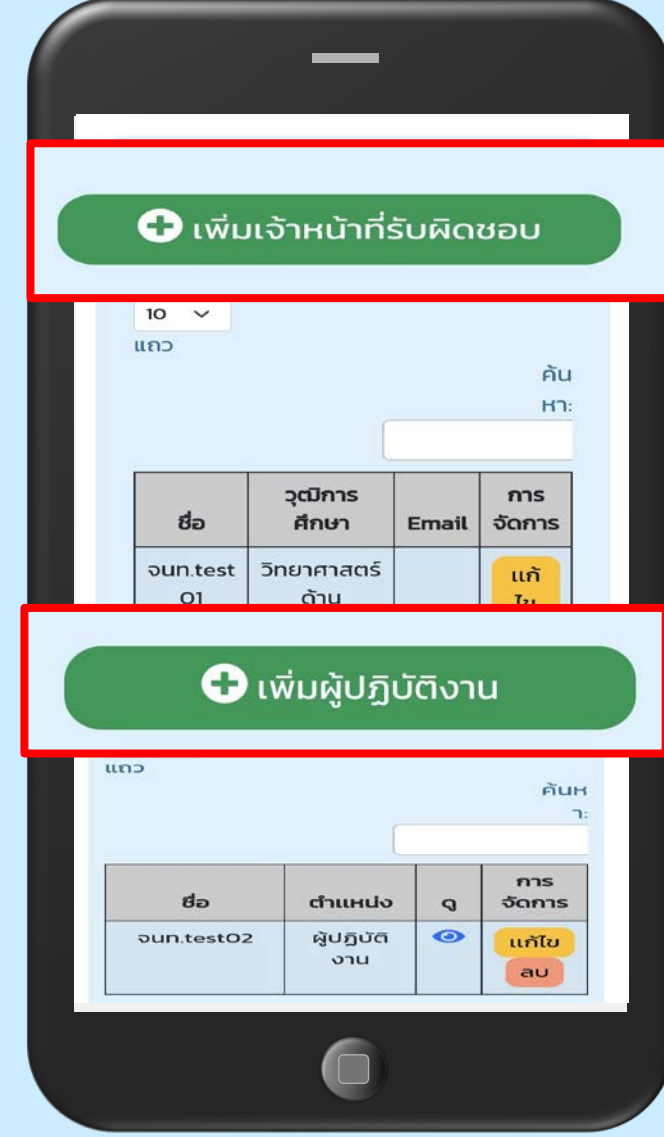 เพิ่มเจ้าหน้าที่รับผิดชอบ
10
แถว
ค้น
หา:
ชื่อ วุฒิการ ศึกษา Email การ จัดการ
จนท.test 01 วิทยาศาสตร์ ด้าน แก้ ไข
เพิ่มผู้ปฏิบัติงาน
แถว
ค้นห
า:
ชื่อ ตำแหน่ง ดู การ จัดการ
จนท.test02 ผู้ปฏิบัติ งาน แก้ไข
ลบ